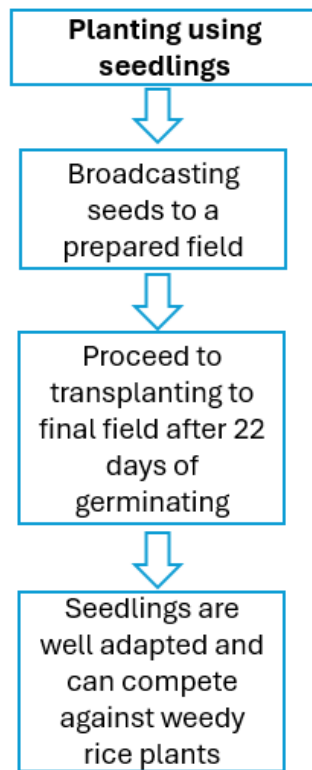 Planting using
seedlings
Broadcasting
seeds to a
prepared field
Proceed to
transplanting to
final field after 22
days of
germinating
Seedlings are
well adapted and
can compete
against weedy
rice plants